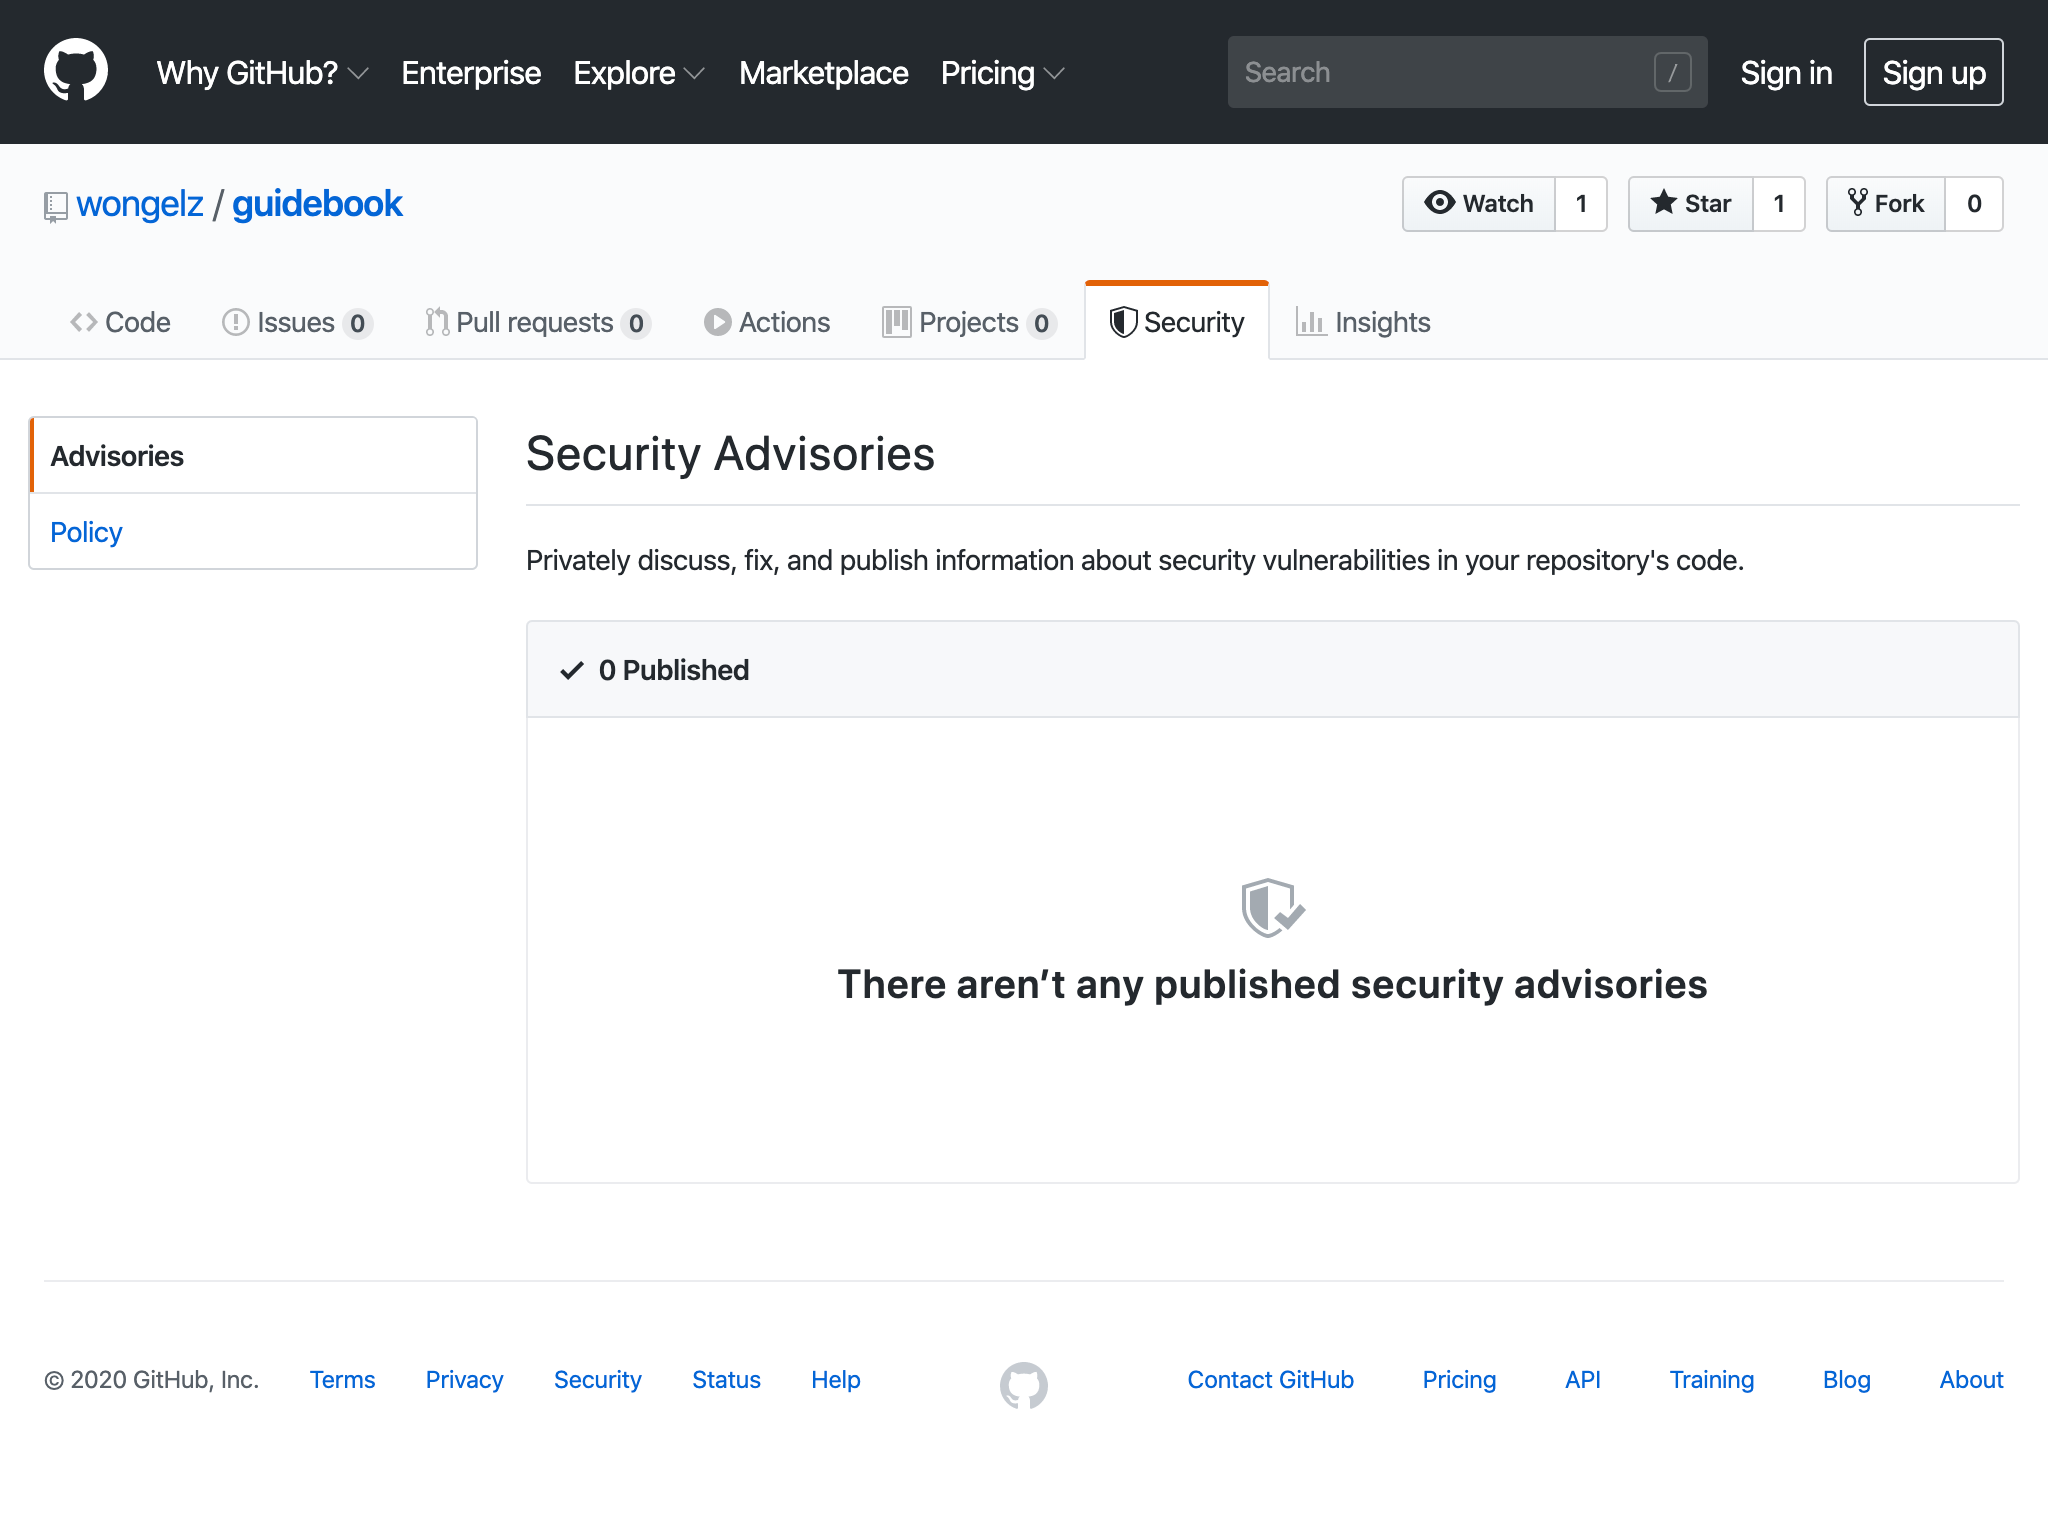 Why GitHub? Enterprise Explore Marketplace Pricing Search / Sign in Sign up
wongelz / guidebook Watch 1 Star 1 Fork 0
Code Issues 0 Pull requests 0 Actions Projects 0 Security Insights
Advisories
Policy
Security Advisories
Privately discuss, fix, and publish information about security vulnerabilities in your repository's code.
0 Published
There aren’t any published security advisories
© 2020 GitHub, Inc. Terms Privacy Security Status Help Contact GitHub Pricing API Training Blog About